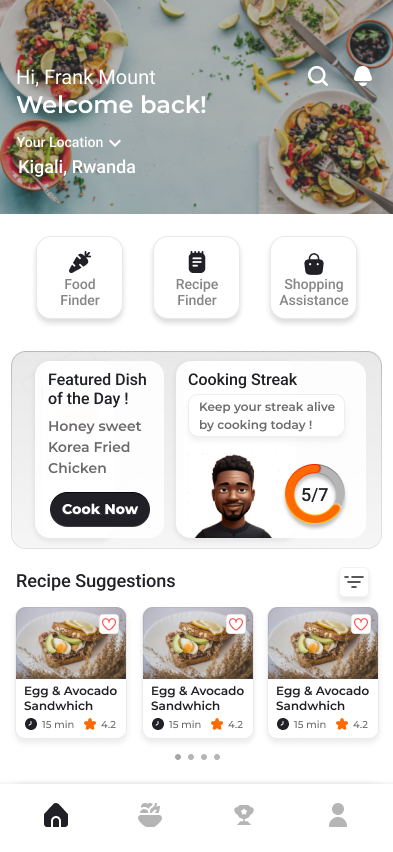 Hi, Frank Mount
Welcome back!
Your Location
Kigali, Rwanda
Food
Finder
Recipe
Finder
Shopping
Assistance
Featured Dish
of the Day !
Honey sweet
Korea Fried
Chicken
Cook Now
Cooking Streak
Keep your streak alive
by cooking today !
5/7
Recipe Suggestions
Egg & Avocado
Sandwhich
15 min 4.2
Egg & Avocado
Sandwhich
15 min 4.2
Egg & Avocado
Sandwhich
15 min 4.2